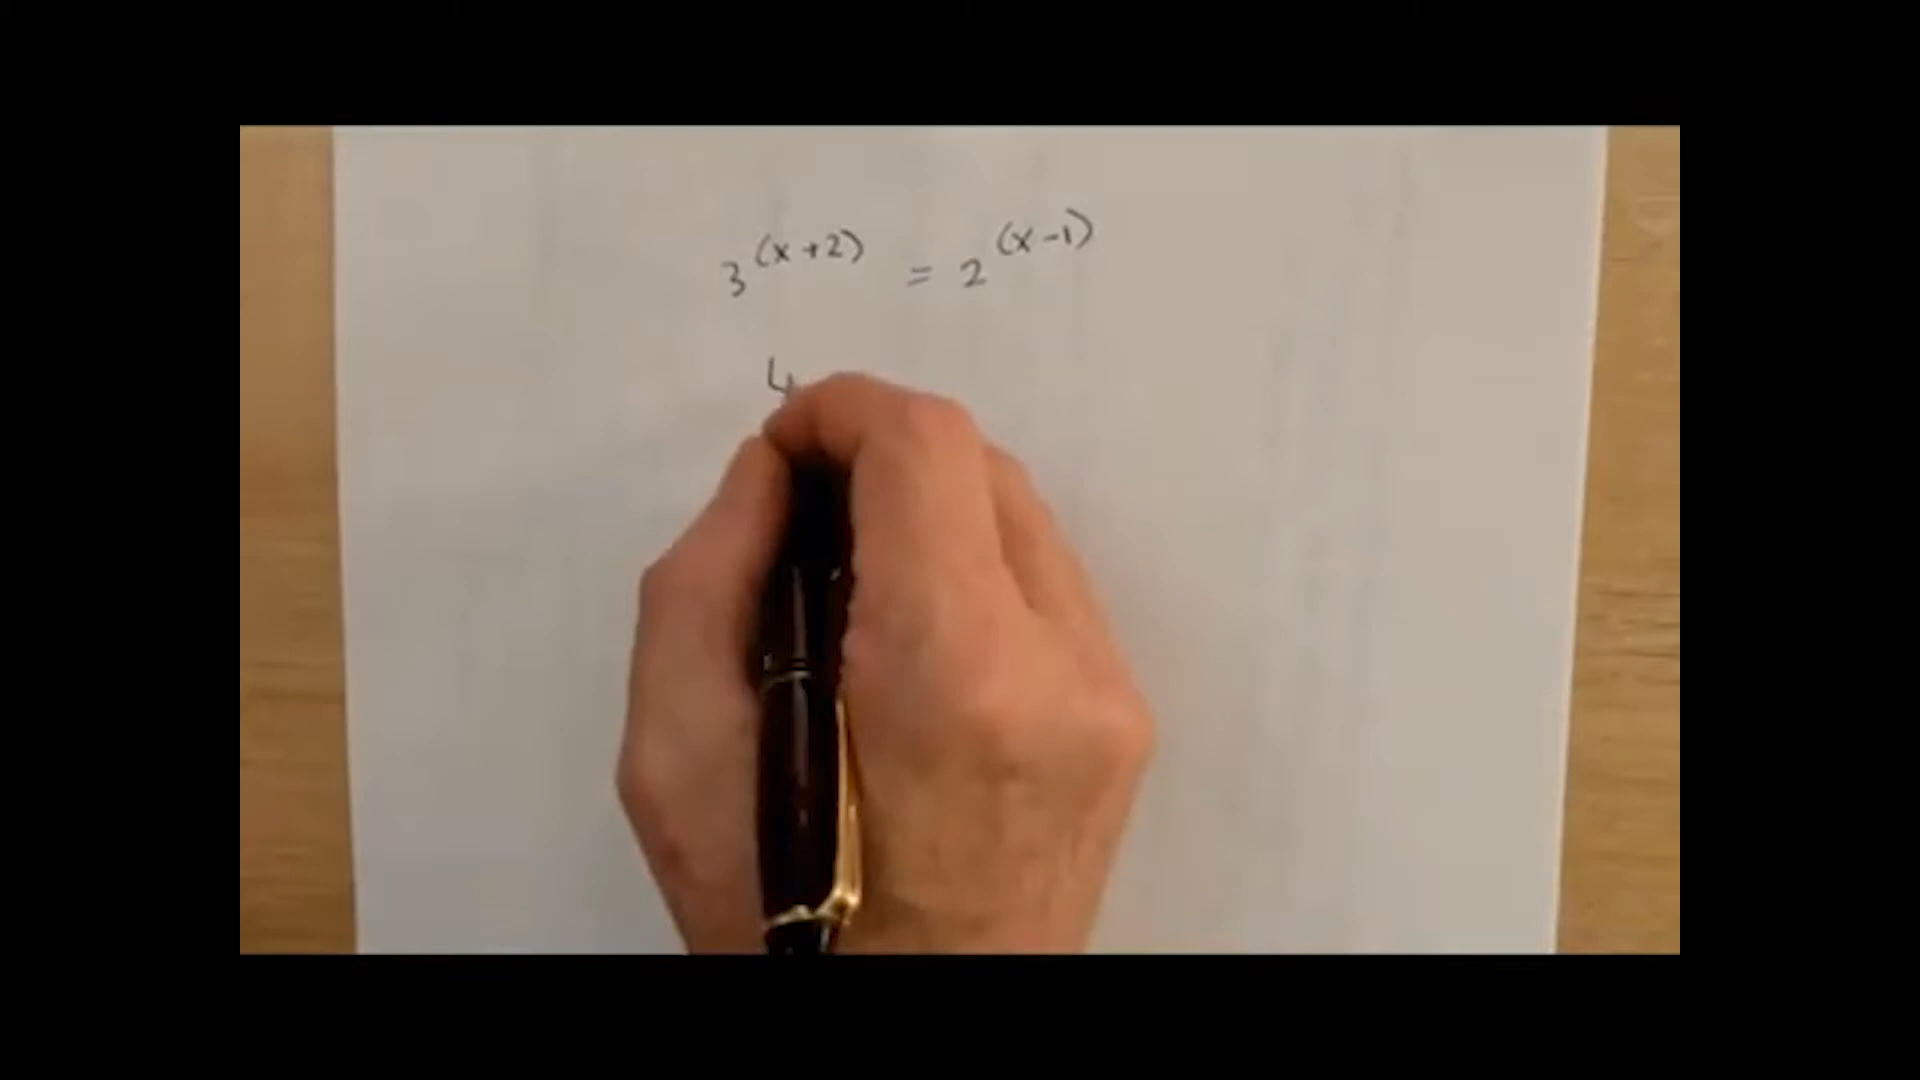 3^(x+2) = 2^(x-1)
4